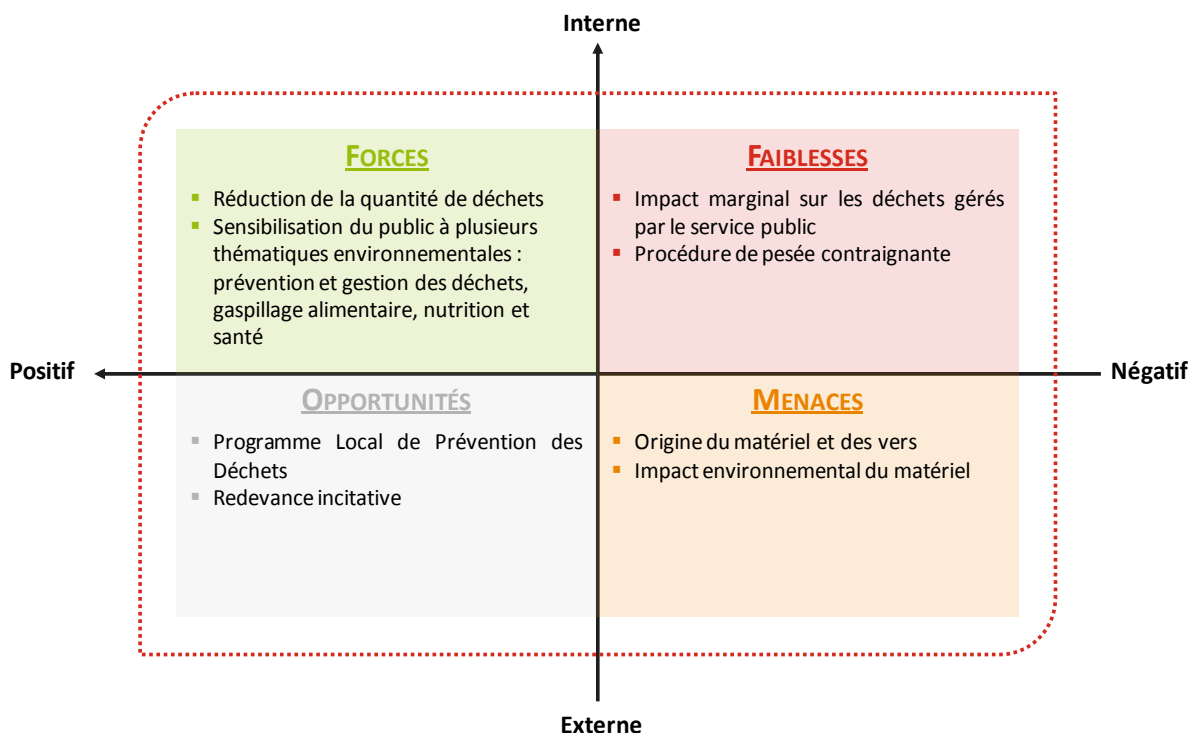 Interne
FORCES
▪ Réduction de la quantité de déchets
▪ Sensibilisation du public à plusieurs
thématiques environnementales :
prévention et gestion des déchets,
gaspillage alimentaire, nutrition et
santé
FAIBLESSES
▪ Impact marginal sur les déchets gérés
par le service public
▪ Procédure de pesée contraignante
Positif
Négatif
OPPORTUNITÉS
▪ Programme Local de Prévention des
Déchets
▪ Redevance incitative
MENACES
▪ Origine du matériel et des vers
▪ Impact environnemental du matériel
Externe